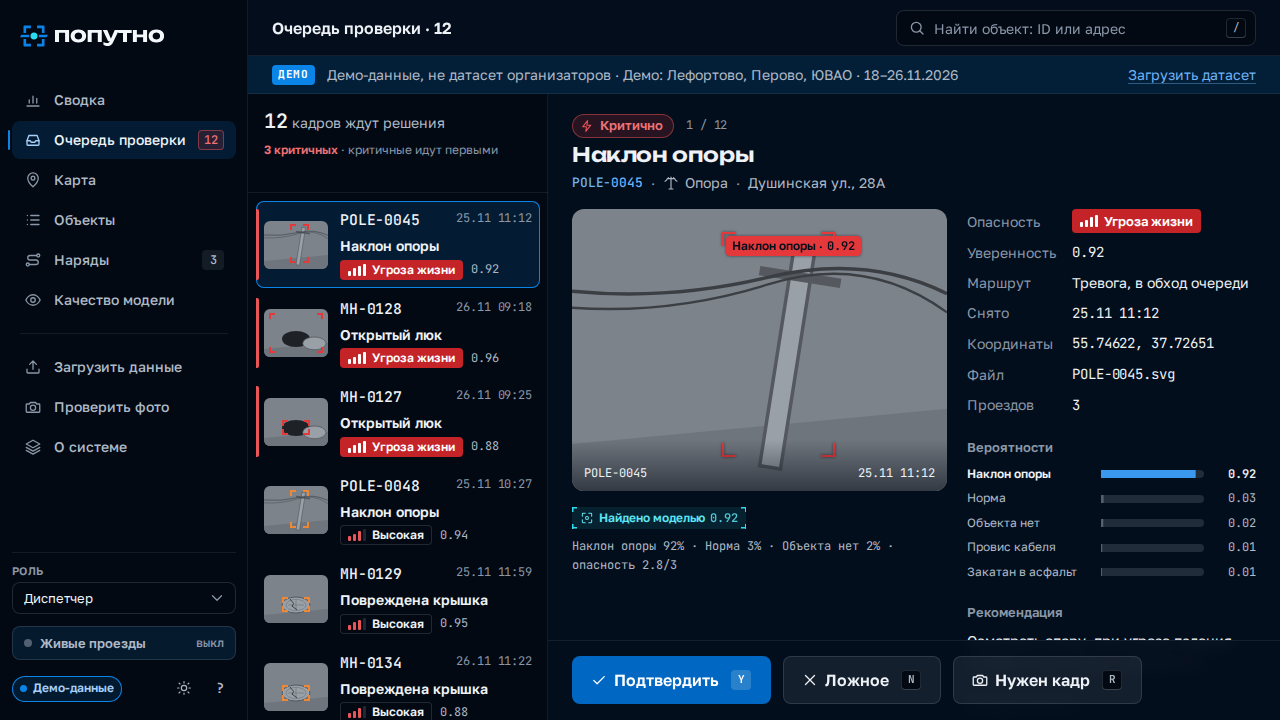 ПОПУТНО
Сводка
Очередь проверки 12
Карта
Объекты
Наряды 3
Качество модели
Загрузить данные
Проверить фото
О системе
РОЛЬ
Диспетчер
Живые проезды ВЫКЛ
Демо-данные ?
Очередь проверки · 12
Найти объект: ID или адрес /
ДЕМО Демо-данные, не датасет организаторов · Демо: Лефортово, Перово, ЮВАО · 18–26.11.2026 Загрузить датасет
12 кадров ждут решения
3 критичных · критичные идут первыми
POLE-0045 25.11 11:12
Наклон опоры
Угроза жизни 0.92
MH-0128 26.11 09:18
Открытый люк
Угроза жизни 0.96
MH-0127 26.11 09:25
Открытый люк
Угроза жизни 0.88
POLE-0048 25.11 10:27
Наклон опоры
Высокая 0.94
MH-0129 25.11 11:59
Повреждена крышка
Высокая 0.95
MH-0134 26.11 11:22
Повреждена крышка
Высокая 0.88
Критично 1 / 12
Наклон опоры
POLE-0045 · Опора · Душинская ул., 28А
Наклон опоры · 0.92
POLE-0045 25.11 11:12
Найдено моделью 0.92
Наклон опоры 92% · Норма 3% · Объекта нет 2% ·
опасность 2.8/3
Опасность Угроза жизни
Уверенность 0.92
Маршрут Тревога, в обход очереди
Снято 25.11 11:12
Координаты 55.74622, 37.72651
Файл POLE-0045.svg
Проездов 3
Вероятности
Наклон опоры 0.92
Норма 0.03
Объекта нет 0.02
Провис кабеля 0.01
Закатан в асфальт 0.01
Рекомендация
Подтвердить Y
Ложное N
Нужен кадр R